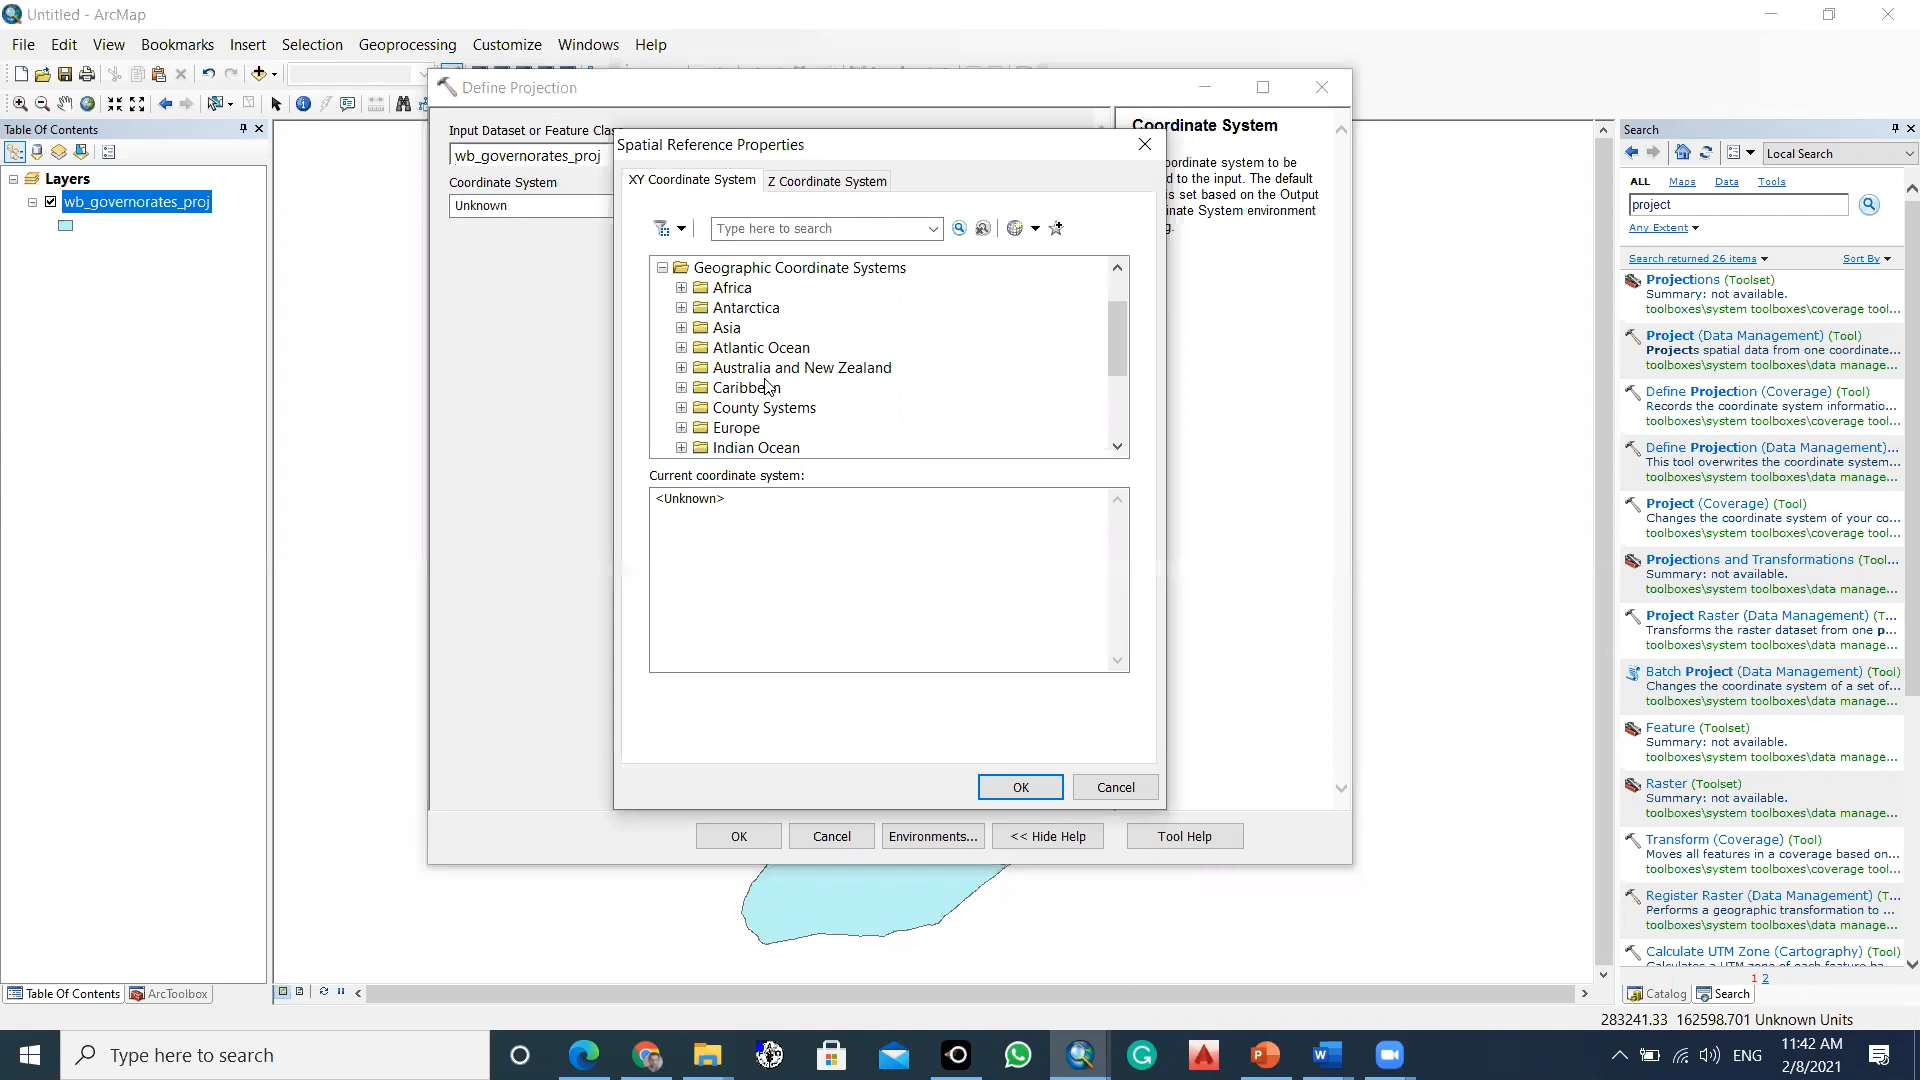 Untitled - ArcMap
File Edit View Bookmarks Insert Selection Geoprocessing Customize Windows Help
Table Of Contents
Layers
wb_governorates_proj
Table Of Contents ArcToolbox
Define Projection
Input Dataset or Feature Class
wb_governorates_proj
Coordinate System
Unknown
Coordinate System
coordinate system to be
d to the input. The default
is set based on the Output
inate System environment
g.
OK Cancel Environments... << Hide Help Tool Help
Spatial Reference Properties
XY Coordinate System Z Coordinate System
Type here to search
Geographic Coordinate Systems
Africa
Antarctica
Asia
Atlantic Ocean
Australia and New Zealand
Caribbean
County Systems
Europe
Indian Ocean
Current coordinate system:
<Unknown>
OK Cancel
Search
Local Search
ALL Maps Data Tools
project
Any Extent
Search returned 26 items Sort By
Projections (Toolset)
Summary: not available.
toolboxes\system toolboxes\coverage tool...
Project (Data Management) (Tool)
Projects spatial data from one coordinate...
toolboxes\system toolboxes\data manage...
Define Projection (Coverage) (Tool)
Records the coordinate system informatio...
toolboxes\system toolboxes\coverage tool...
Define Projection (Data Management)...
This tool overwrites the coordinate system...
toolboxes\system toolboxes\data manage...
Project (Coverage) (Tool)
Changes the coordinate system of your co...
toolboxes\system toolboxes\coverage tool...
Projections and Transformations (Tool...
Summary: not available.
toolboxes\system toolboxes\data manage...
Project Raster (Data Management) (T...
Transforms the raster dataset from one p...
toolboxes\system toolboxes\data manage...
Batch Project (Data Management) (Tool)
Changes the coordinate system of a set of...
toolboxes\system toolboxes\data manage...
Feature (Toolset)
Summary: not available.
toolboxes\system toolboxes\data manage...
Raster (Toolset)
Summary: not available.
toolboxes\system toolboxes\data manage...
Transform (Coverage) (Tool)
Moves all features in a coverage based on...
toolboxes\system toolboxes\coverage tool...
Register Raster (Data Management) (T...
Performs a geographic transformation to ...
toolboxes\system toolboxes\data manage...
Calculate UTM Zone (Cartography) (Tool)
1 2
Catalog Search
283241.33 162598.701 Unknown Units
Type here to search
ENG
11:42 AM
2/8/2021